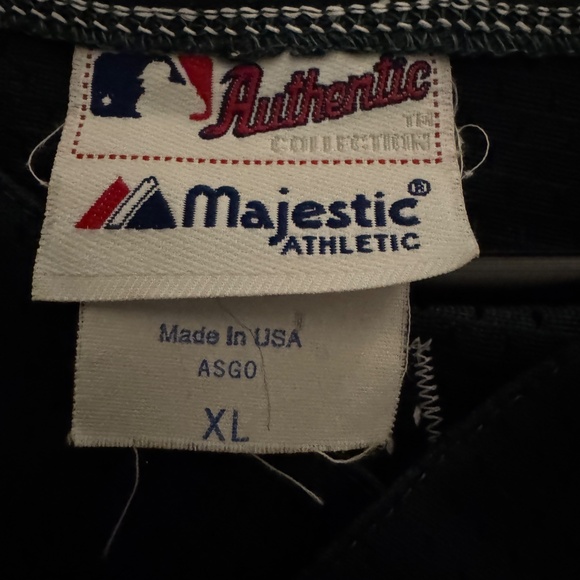 Authentic
TM
COLLECTION
Majestic®
ATHLETIC
Made In USA
ASGO
XL